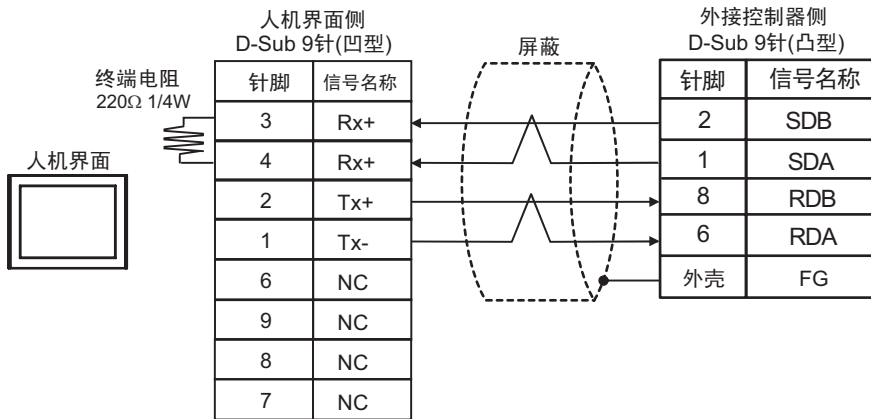 人机界面侧
D-Sub 9针(凹型)
外接控制器侧
D-Sub 9针(凸型)
屏蔽
终端电阻
220Ω 1/4W
人机界面
针脚 信号名称
3 Rx+
4 Rx+
2 Tx+
1 Tx-
6 NC
9 NC
8 NC
7 NC
针脚 信号名称
2 SDB
1 SDA
8 RDB
6 RDA
外壳 FG